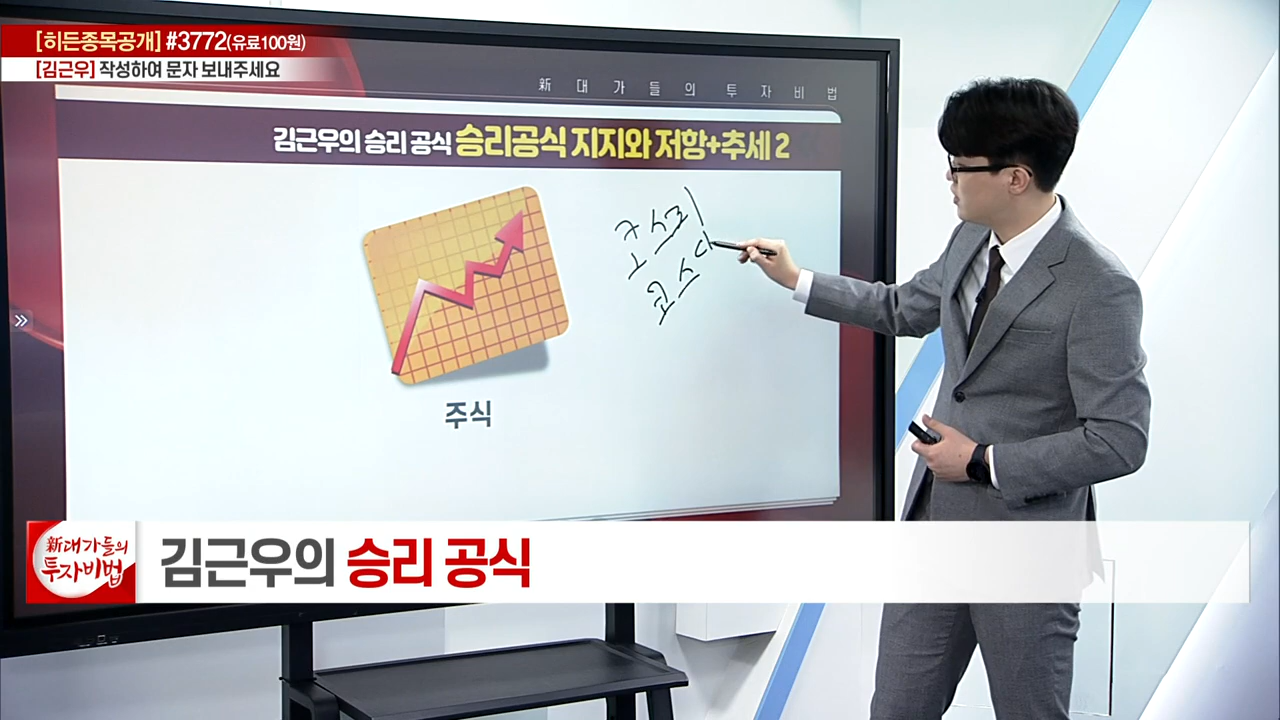 [히든종목공개] #3772(유료100원)
[김근우] 작성하여 문자 보내주세요
新 대 가 들 의 투 자 비 법
김근우의 승리 공식 승리공식 지지와 저항+추세 2
코스피
코스다
주식
新대가들의
투자비법
김근우의 승리 공식